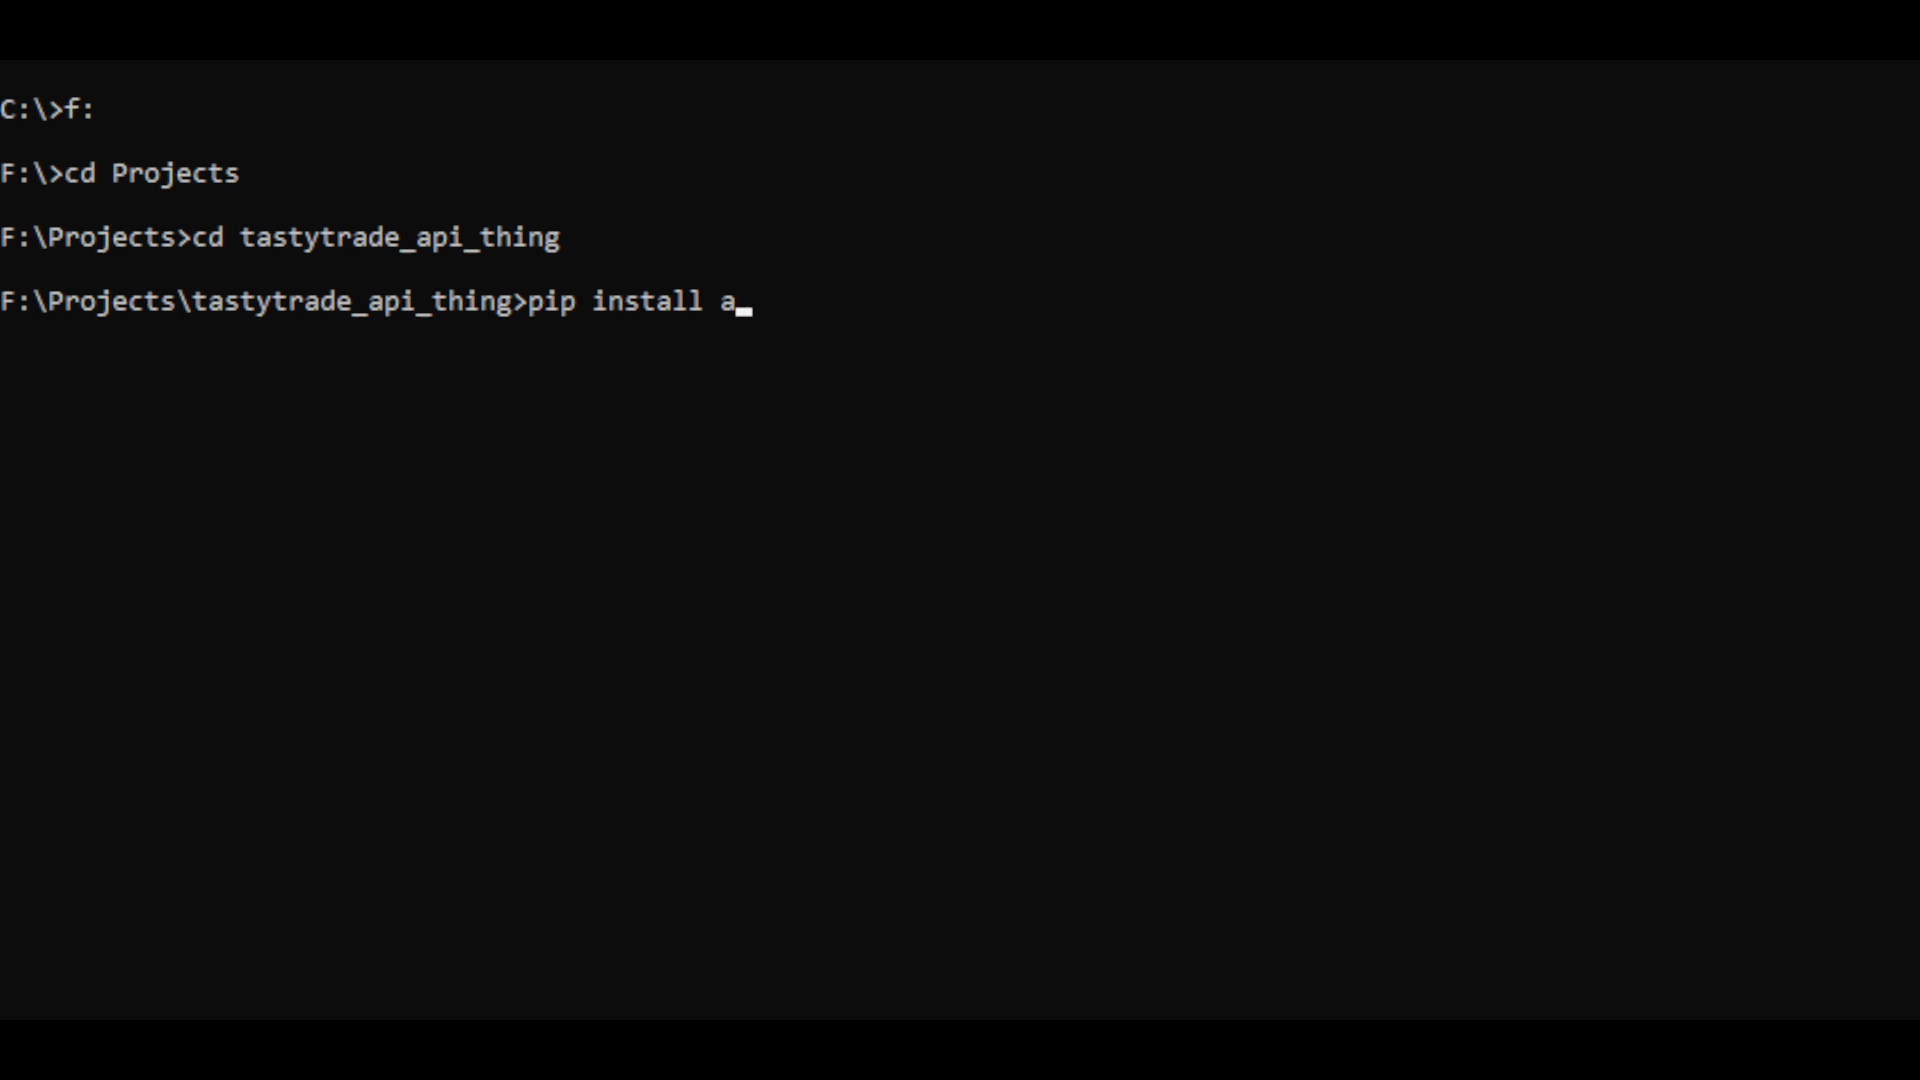 C:\>f:
F:\>cd Projects
F:\Projects>cd tastytrade_api_thing
F:\Projects\tastytrade_api_thing>pip install a